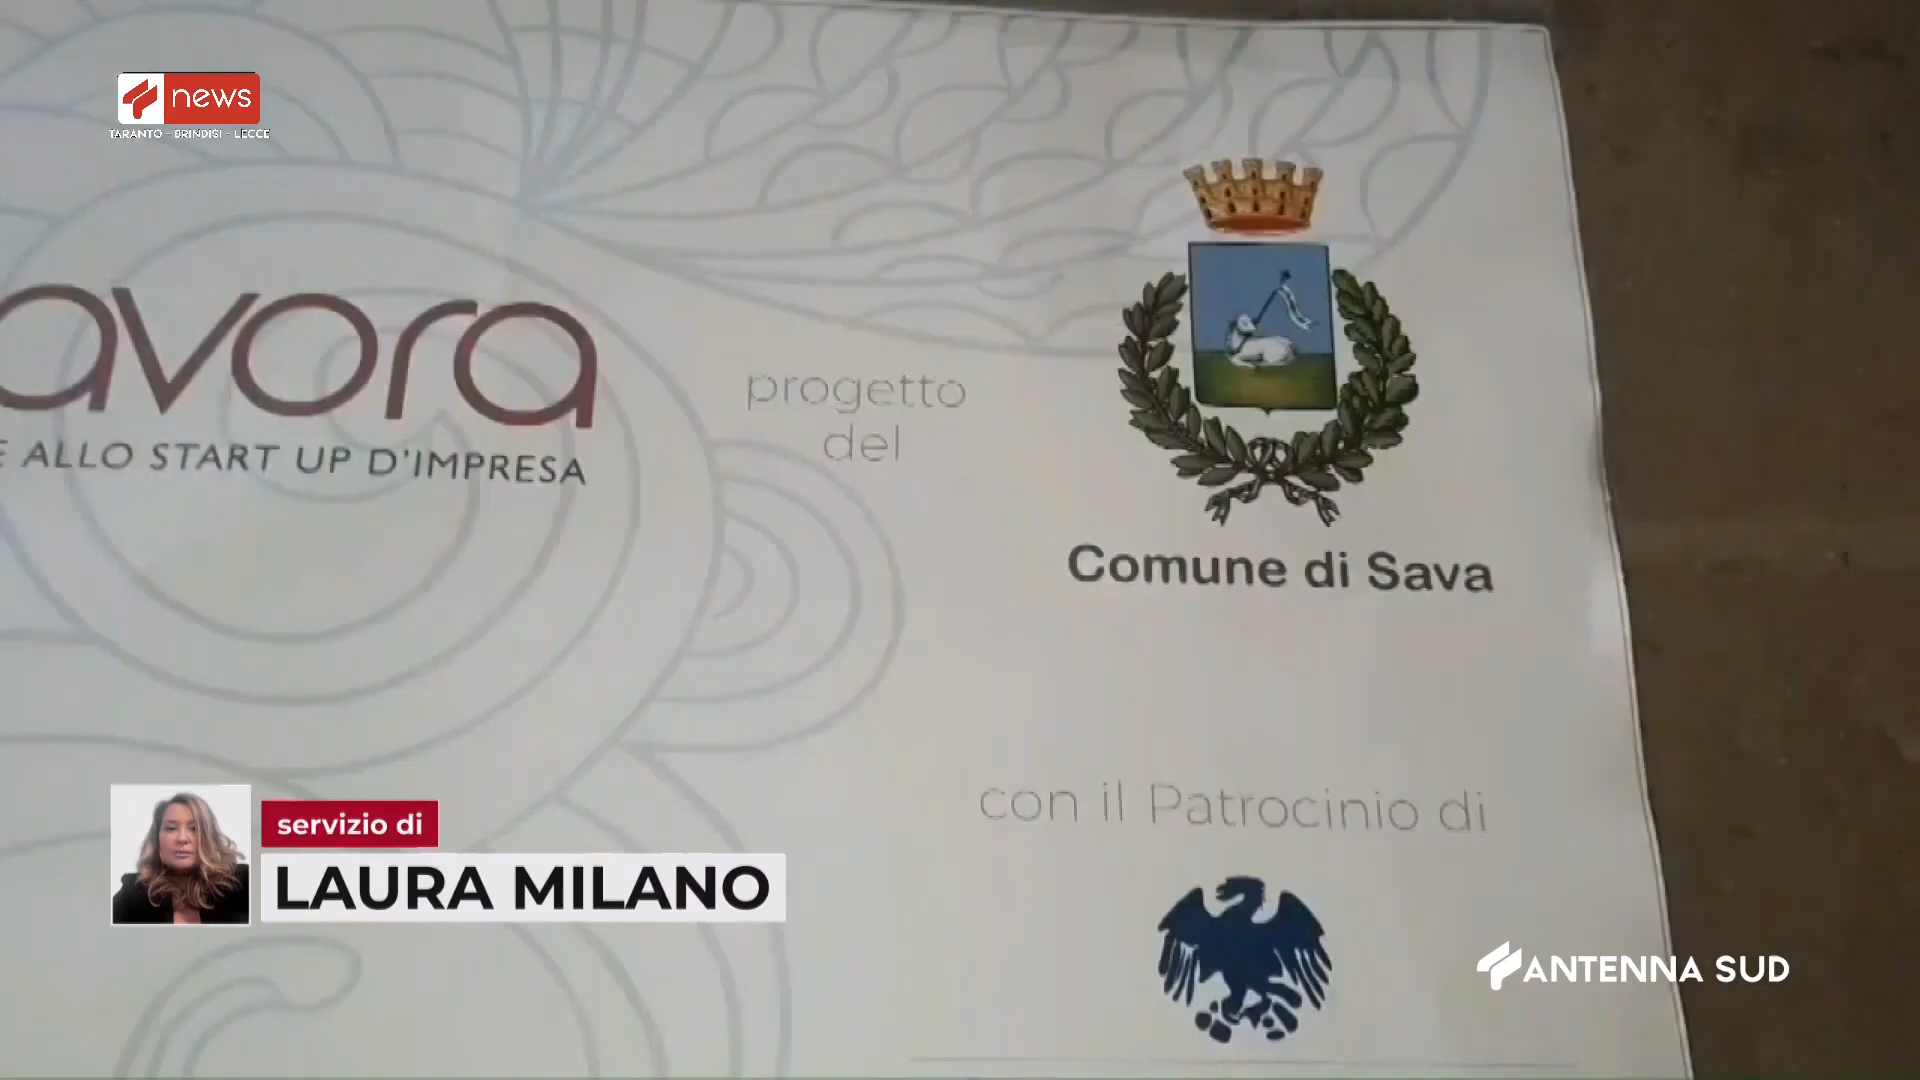 news
TARANTO - BRINDISI - LECCE
avora
E ALLO START UP D'IMPRESA
progetto
del
Comune di Sava
con il Patrocinio di
servizio di
LAURA MILANO
ANTENNA SUD